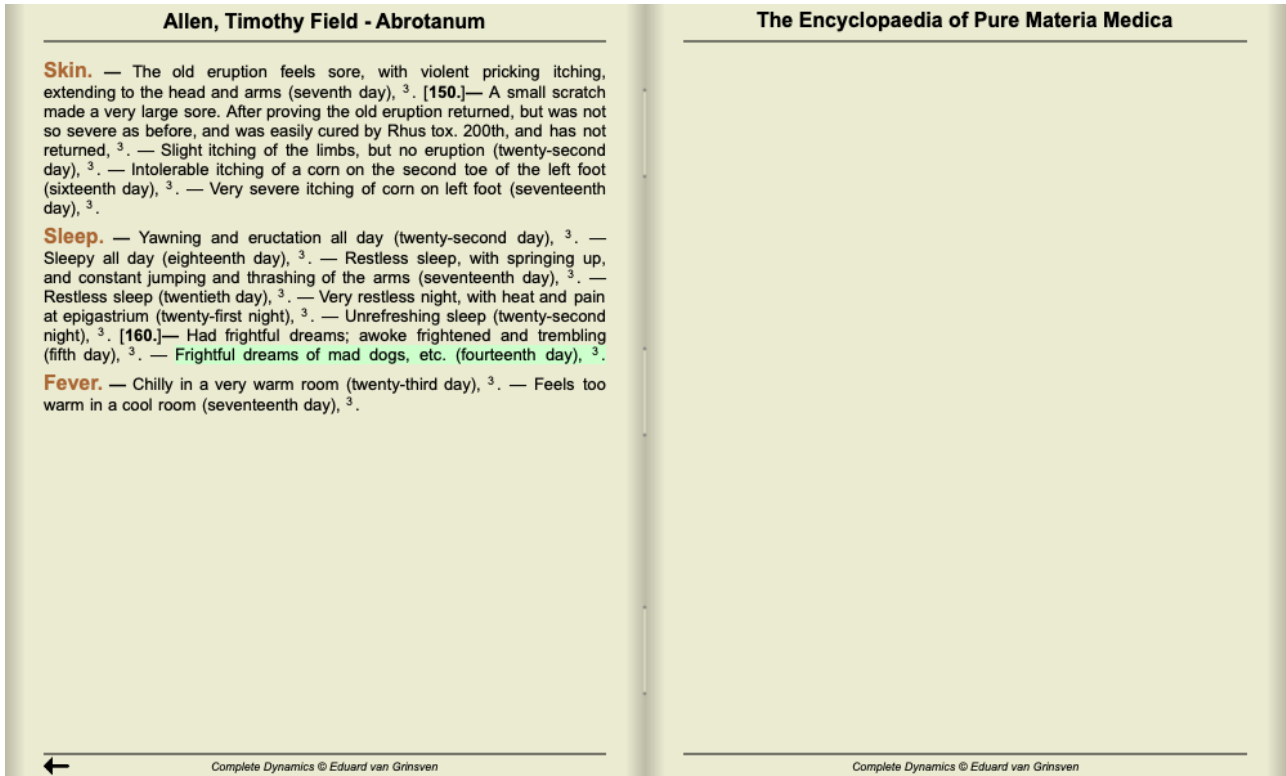 Allen, Timothy Field - Abrotanum
Skin. — The old eruption feels sore, with violent pricking itching,
extending to the head and arms (seventh day), ³. [150.]— A small scratch
made a very large sore. After proving the old eruption returned, but was not
so severe as before, and was easily cured by Rhus tox. 200th, and has not
returned, ³. — Slight itching of the limbs, but no eruption (twenty-second
day), ³. — Intolerable itching of a corn on the second toe of the left foot
(sixteenth day), ³. — Very severe itching of corn on left foot (seventeenth
day), ³.
Sleep. — Yawning and eructation all day (twenty-second day), ³. —
Sleepy all day (eighteenth day), ³. — Restless sleep, with springing up,
and constant jumping and thrashing of the arms (seventeenth day), ³. —
Restless sleep (twentieth day), ³. — Very restless night, with heat and pain
at epigastrium (twenty-first night), ³. — Unrefreshing sleep (twenty-second
night), ³. [160.]— Had frightful dreams; awoke frightened and trembling
(fifth day), ³. — Frightful dreams of mad dogs, etc. (fourteenth day), ³.
Fever. — Chilly in a very warm room (twenty-third day), ³. — Feels too
warm in a cool room (seventeenth day), ³.
Complete Dynamics © Eduard van Grinsven
The Encyclopaedia of Pure Materia Medica
Complete Dynamics © Eduard van Grinsven